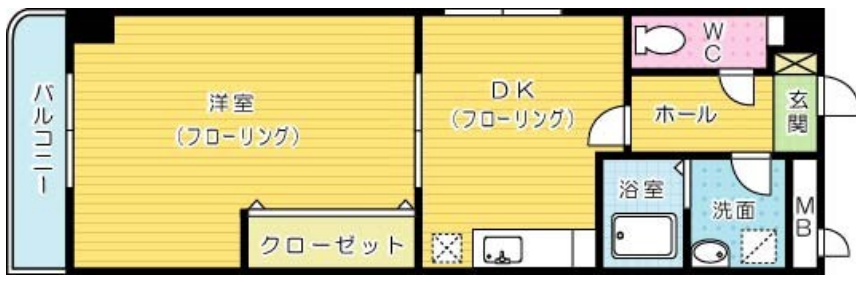 バルコニー
洋室
(フローリング)
クローゼット
DK
(フローリング)
WC
ホール
玄関
浴室
洗面
MB